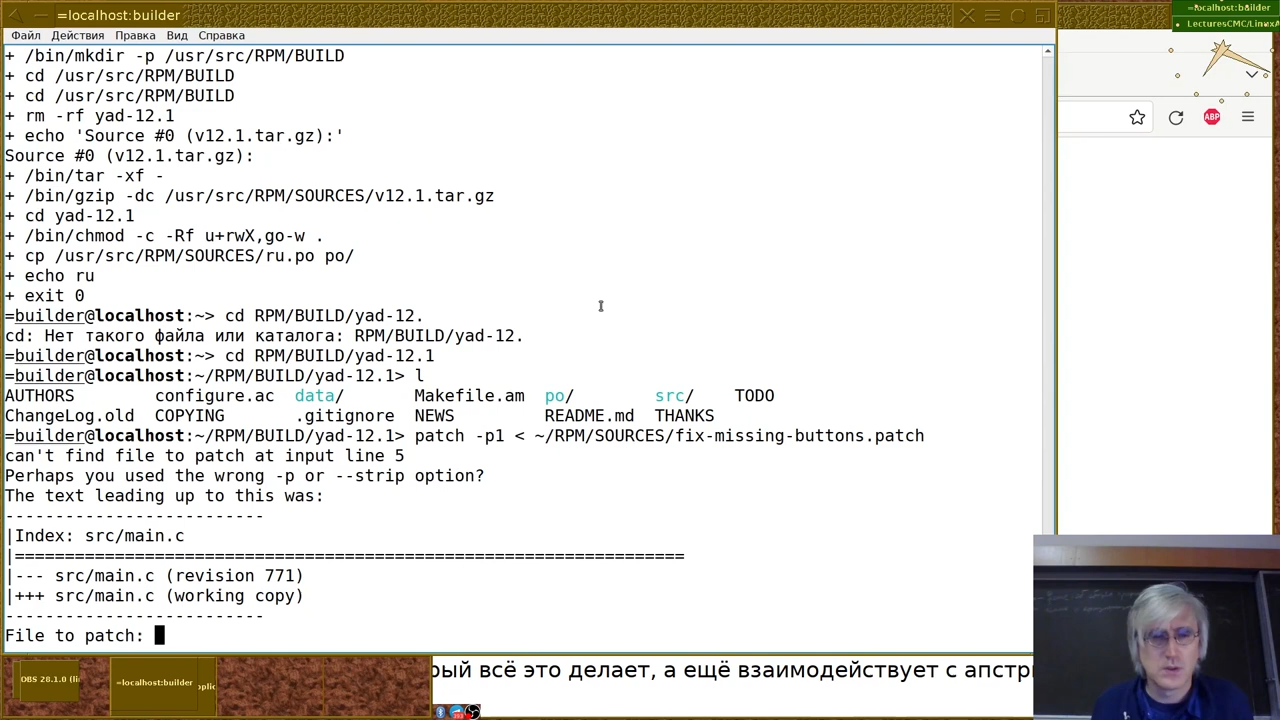 =localhost:builder
=localhost:builder
LecturesCMC/LinuxA
Файл Действия Правка Вид Справка
+ /bin/mkdir -p /usr/src/RPM/BUILD
+ cd /usr/src/RPM/BUILD
+ cd /usr/src/RPM/BUILD
+ rm -rf yad-12.1
+ echo 'Source #0 (v12.1.tar.gz):'
Source #0 (v12.1.tar.gz):
+ /bin/tar -xf -
+ /bin/gzip -dc /usr/src/RPM/SOURCES/v12.1.tar.gz
+ cd yad-12.1
+ /bin/chmod -c -Rf u+rwX,go-w .
+ cp /usr/src/RPM/SOURCES/ru.po po/
+ echo ru
+ exit 0
=builder@localhost:~> cd RPM/BUILD/yad-12.
cd: Нет такого файла или каталога: RPM/BUILD/yad-12.
=builder@localhost:~> cd RPM/BUILD/yad-12.1
=builder@localhost:~/RPM/BUILD/yad-12.1> l
AUTHORS configure.ac data/ Makefile.am po/ src/ TODO
ChangeLog.old COPYING .gitignore NEWS README.md THANKS
=builder@localhost:~/RPM/BUILD/yad-12.1> patch -p1 < ~/RPM/SOURCES/fix-missing-buttons.patch
can't find file to patch at input line 5
Perhaps you used the wrong -p or --strip option?
The text leading up to this was:
--------------------------
|Index: src/main.c
|===================================================================
|--- src/main.c (revision 771)
|+++ src/main.c (working copy)
--------------------------
File to patch:
ABP
OBS 28.1.0 (li
=localhost:builder
plic
рый всё это делает, а ещё взаимодействует с апстри